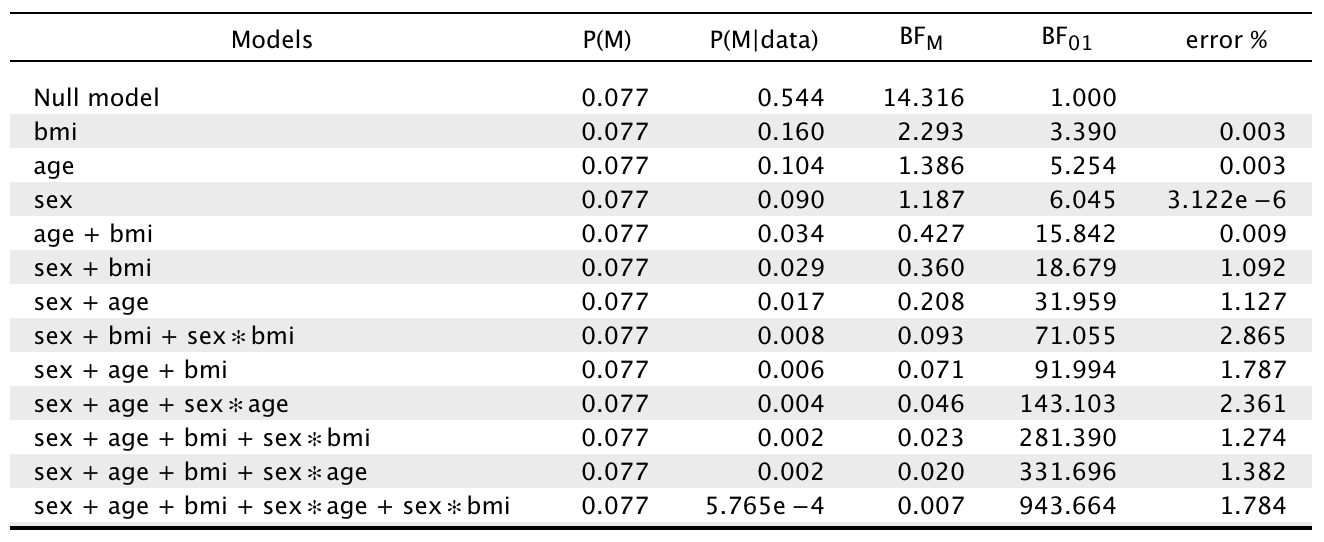 Models P(M) P(M|data) BF_M BF_01 error %
Null model 0.077 0.544 14.316 1.000
bmi 0.077 0.160 2.293 3.390 0.003
age 0.077 0.104 1.386 5.254 0.003
sex 0.077 0.090 1.187 6.045 3.122e −6
age + bmi 0.077 0.034 0.427 15.842 0.009
sex + bmi 0.077 0.029 0.360 18.679 1.092
sex + age 0.077 0.017 0.208 31.959 1.127
sex + bmi + sex∗bmi 0.077 0.008 0.093 71.055 2.865
sex + age + bmi 0.077 0.006 0.071 91.994 1.787
sex + age + sex∗age 0.077 0.004 0.046 143.103 2.361
sex + age + bmi + sex∗bmi 0.077 0.002 0.023 281.390 1.274
sex + age + bmi + sex∗age 0.077 0.002 0.020 331.696 1.382
sex + age + bmi + sex∗age + sex∗bmi 0.077 5.765e −4 0.007 943.664 1.784